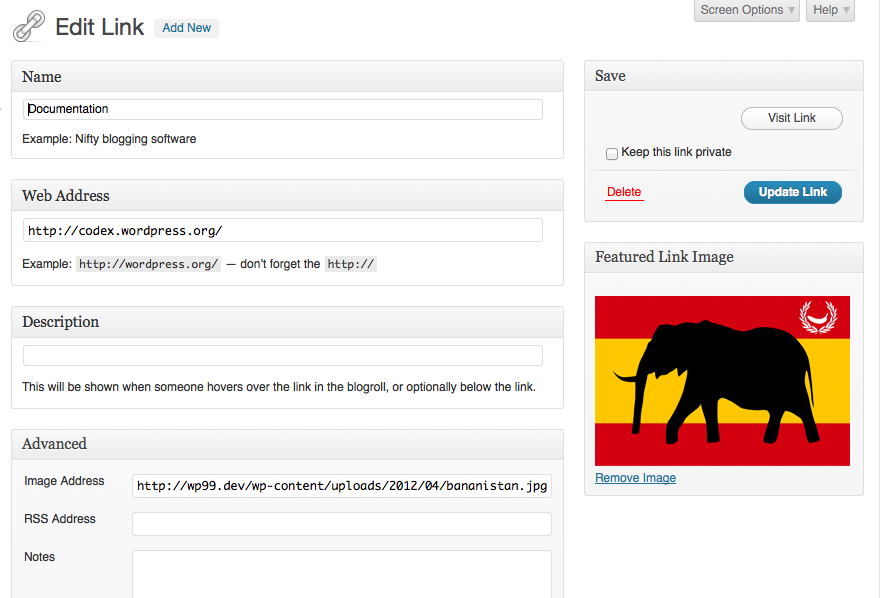 Screen Options
Help
Edit Link
Add New
Name
Documentation
Example: Nifty blogging software
Web Address
http://codex.wordpress.org/
Example: http://wordpress.org/ — don't forget the http://
Description
This will be shown when someone hovers over the link in the blogroll, or optionally below the link.
Advanced
Image Address
http://wp99.dev/wp-content/uploads/2012/04/bananistan.jpg
RSS Address
Notes
Save
Visit Link
Keep this link private
Delete
Update Link
Featured Link Image
Remove Image